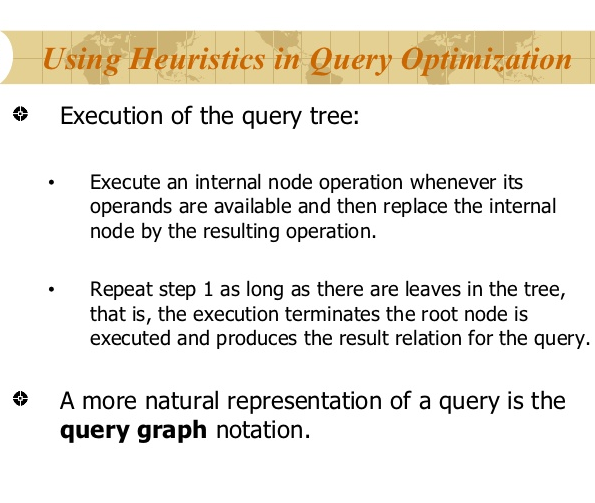 Using Heuristics in Query Optimization
Execution of the query tree:
• Execute an internal node operation whenever its
operands are available and then replace the internal
node by the resulting operation.
• Repeat step 1 as long as there are leaves in the tree,
that is, the execution terminates the root node is
executed and produces the result relation for the query.
A more natural representation of a query is the
query graph notation.